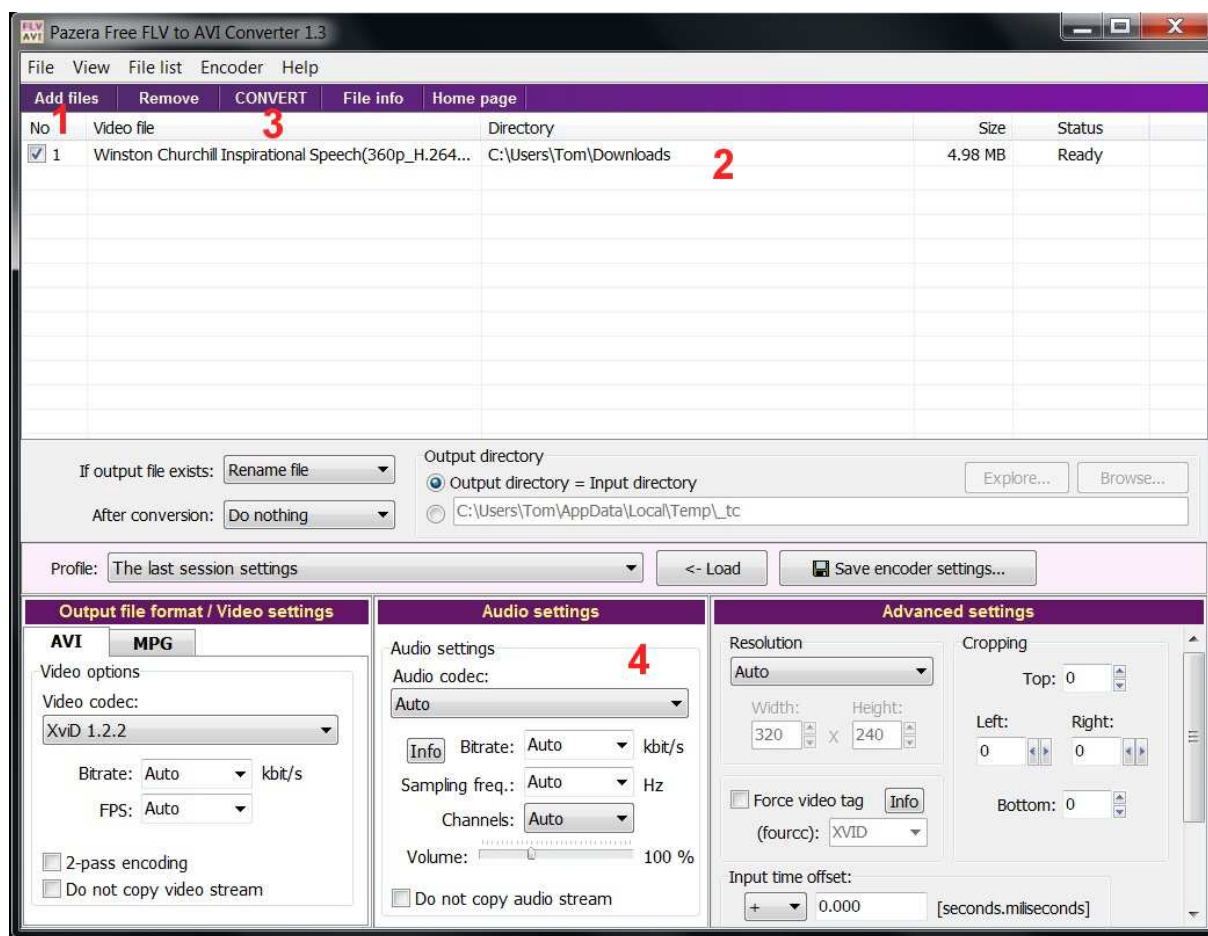 FLV AVI Pazera Free FLV to AVI Converter 1.3
File View File list Encoder Help
Add files Remove CONVERT File info Home page
1 3
No Video file Directory Size Status
1 Winston Churchill Inspirational Speech(360p_H.264... C:\Users\Tom\Downloads 2 4.98 MB Ready
If output file exists: Rename file
After conversion: Do nothing
Output directory
Output directory = Input directory Explore... Browse...
C:\Users\Tom\AppData\Local\Temp\_tc
Profile: The last session settings <- Load Save encoder settings...
Output file format / Video settings
AVI MPG
Video options
Video codec:
XviD 1.2.2
Bitrate: Auto kbit/s
FPS: Auto
2-pass encoding
Do not copy video stream
Audio settings
Audio settings 4
Audio codec:
Auto
Info Bitrate: Auto kbit/s
Sampling freq.: Auto Hz
Channels: Auto
Volume: 100 %
Do not copy audio stream
Advanced settings
Resolution
Auto
Width: Height:
320 x 240
Force video tag Info
(fourcc): XVID
Cropping
Top: 0
Left: Right:
0 0
Bottom: 0
Input time offset:
+ 0.000 [seconds.miliseconds]